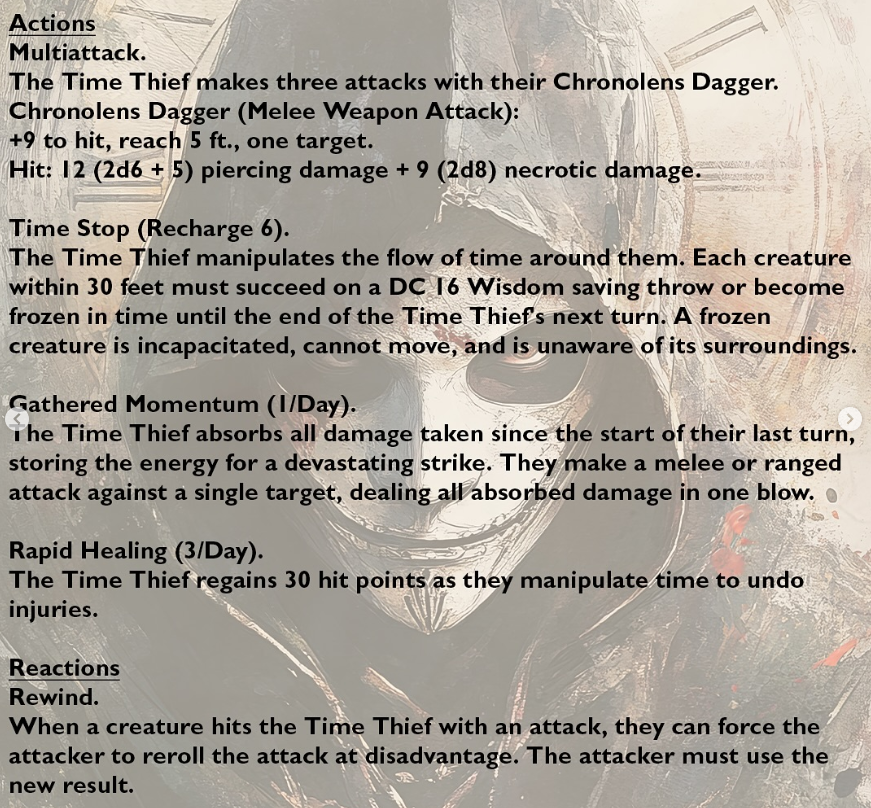 Actions
Multiattack.
The Time Thief makes three attacks with their Chronolens Dagger.
Chronolens Dagger (Melee Weapon Attack):
+9 to hit, reach 5 ft., one target.
Hit: 12 (2d6 + 5) piercing damage + 9 (2d8) necrotic damage.
Time Stop (Recharge 6).
The Time Thief manipulates the flow of time around them. Each creature
within 30 feet must succeed on a DC 16 Wisdom saving throw or become
frozen in time until the end of the Time Thief's next turn. A frozen
creature is incapacitated, cannot move, and is unaware of its surroundings.
Gathered Momentum (1/Day).
The Time Thief absorbs all damage taken since the start of their last turn,
storing the energy for a devastating strike. They make a melee or ranged
attack against a single target, dealing all absorbed damage in one blow.
Rapid Healing (3/Day).
The Time Thief regains 30 hit points as they manipulate time to undo
injuries.
Reactions
Rewind.
When a creature hits the Time Thief with an attack, they can force the
attacker to reroll the attack at disadvantage. The attacker must use the
new result.